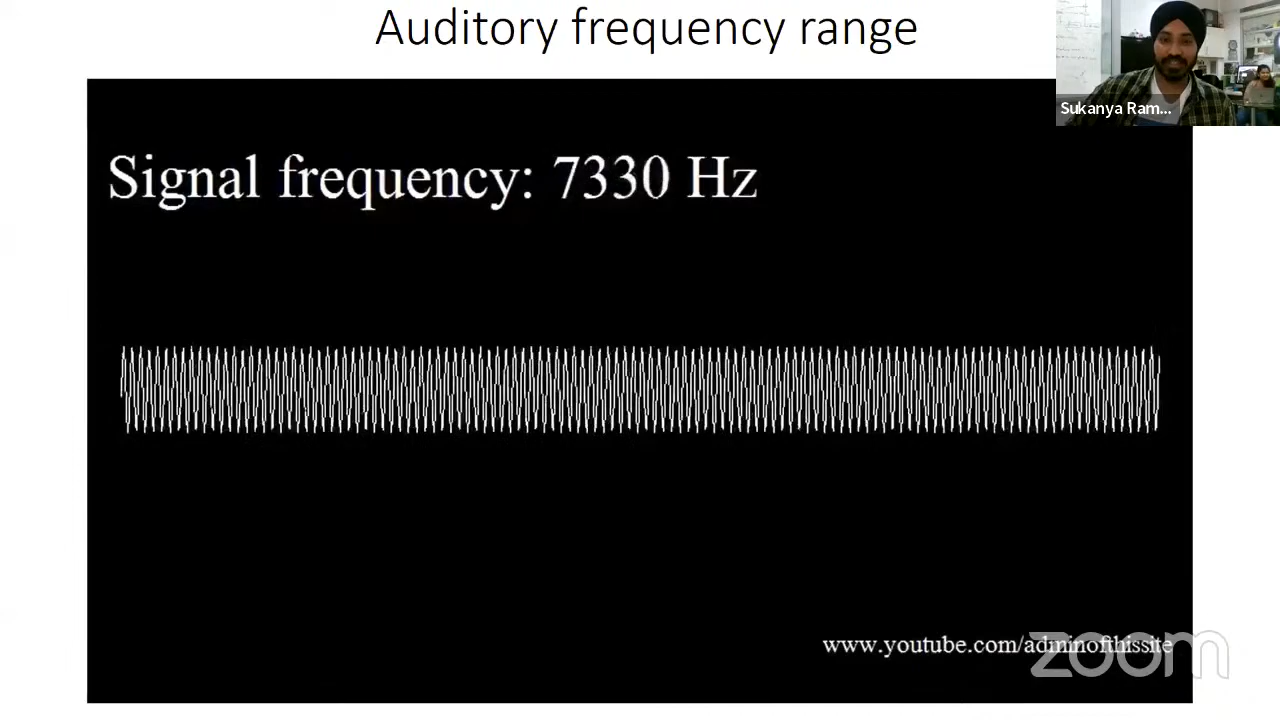 Auditory frequency range
Sukanya Ram...
Signal frequency: 7330 Hz
www.youtube.com/adminofthissite
zoom